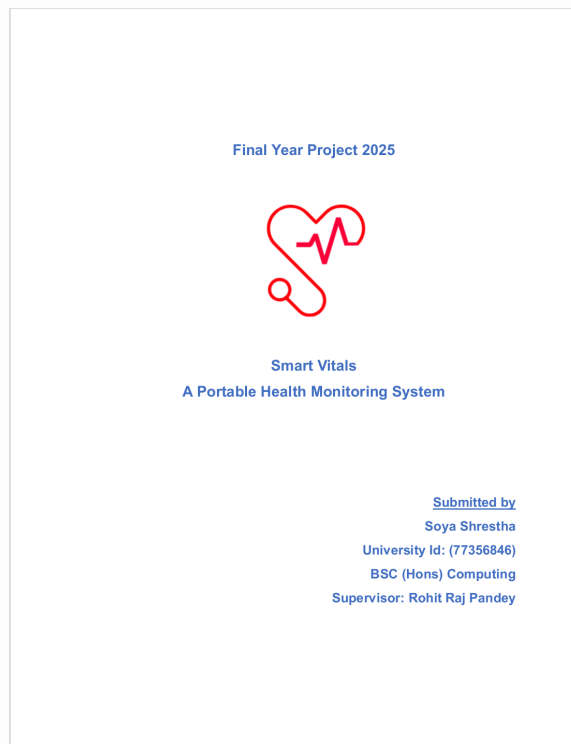 Final Year Project 2025
Smart Vitals
A Portable Health Monitoring System
Submitted by
Soya Shrestha
University Id: (77356846)
BSC (Hons) Computing
Supervisor: Rohit Raj Pandey